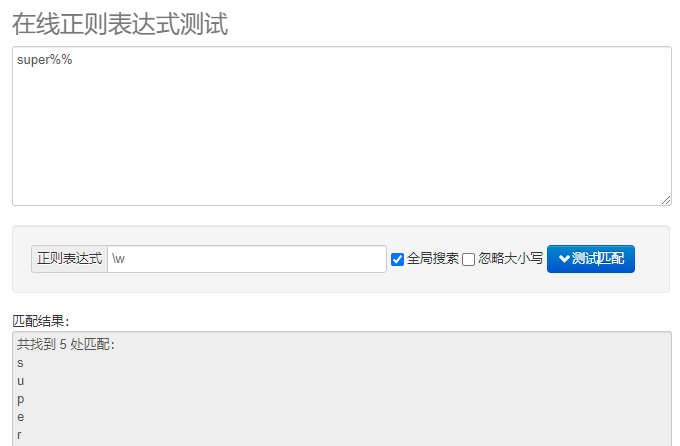 在线正则表达式测试
super%%
正则表达式 \w 全局搜索 忽略大小写 测试匹配
匹配结果：
共找到 5 处匹配：
s
u
p
e
r